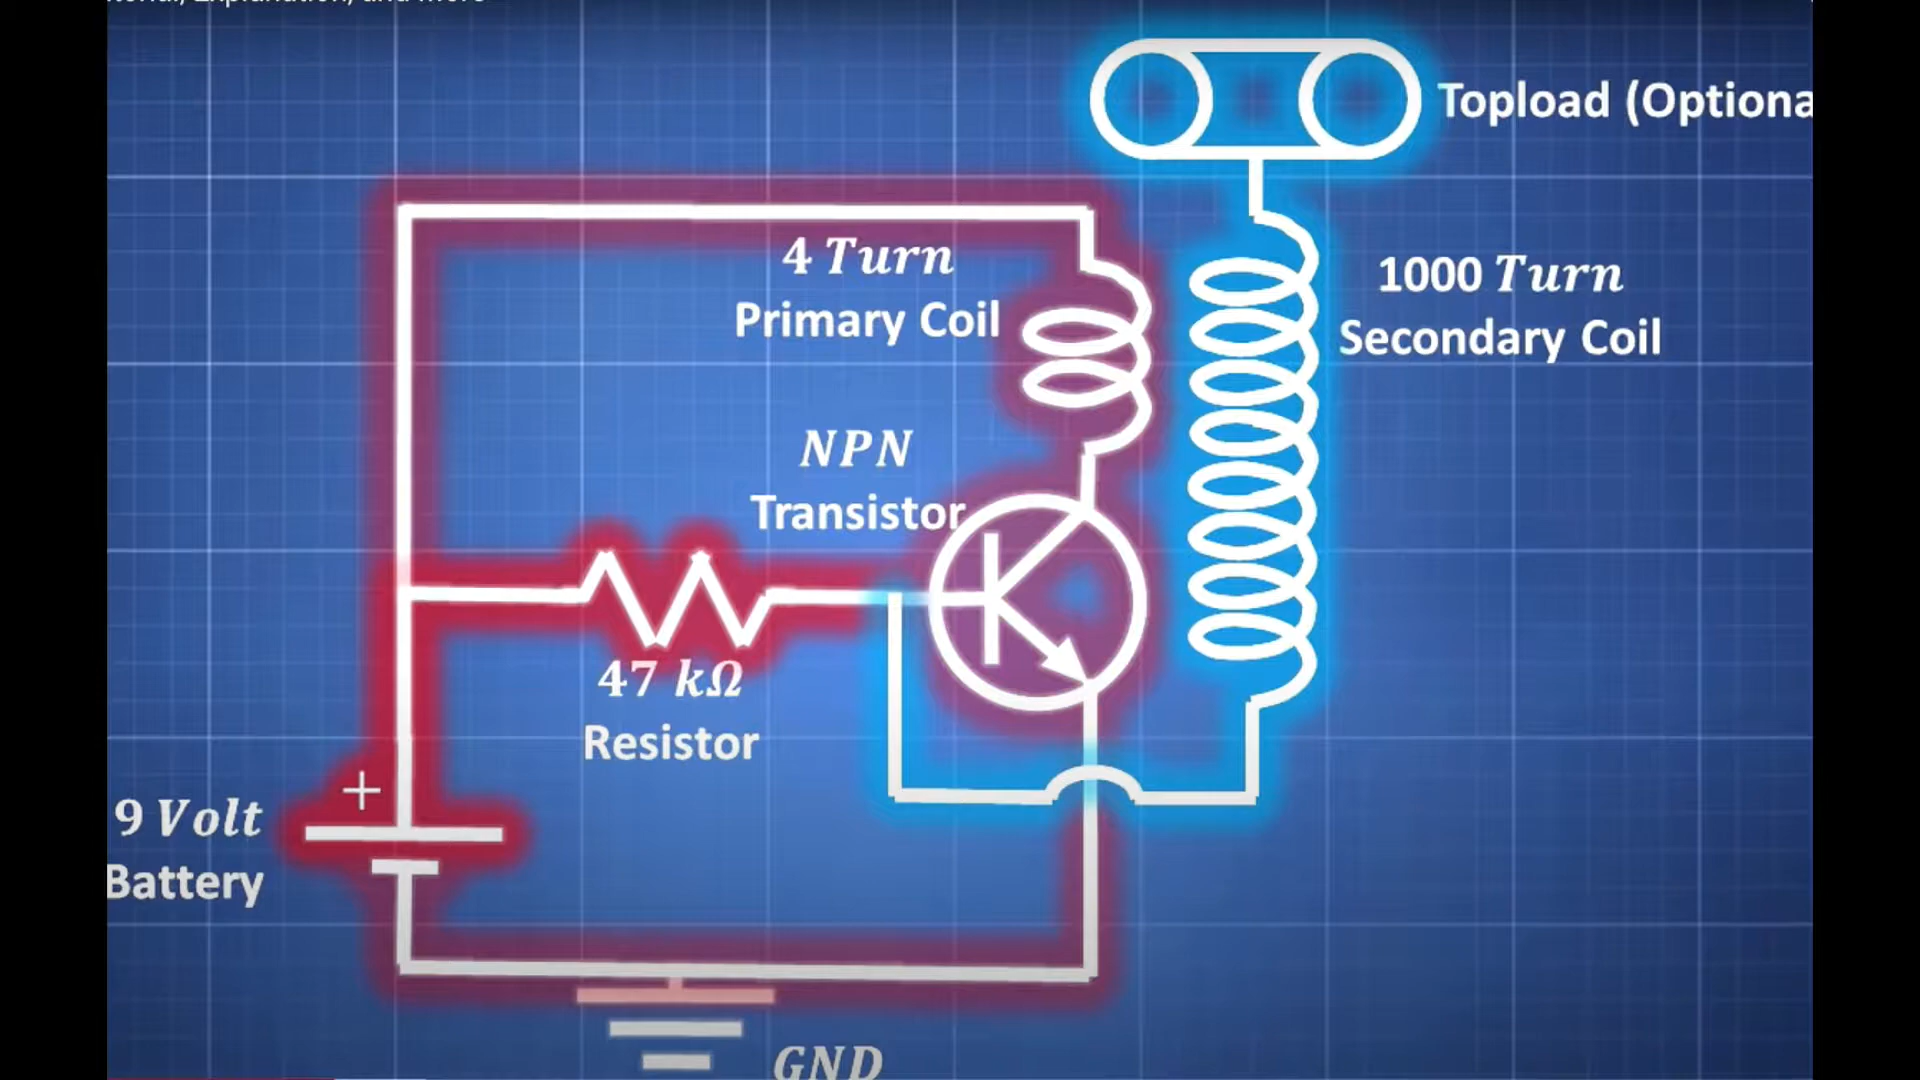 Topload (Optiona
4 Turn
Primary Coil
1000 Turn
Secondary Coil
NPN
Transistor
47 kΩ
Resistor
+
9 Volt
Battery
GND